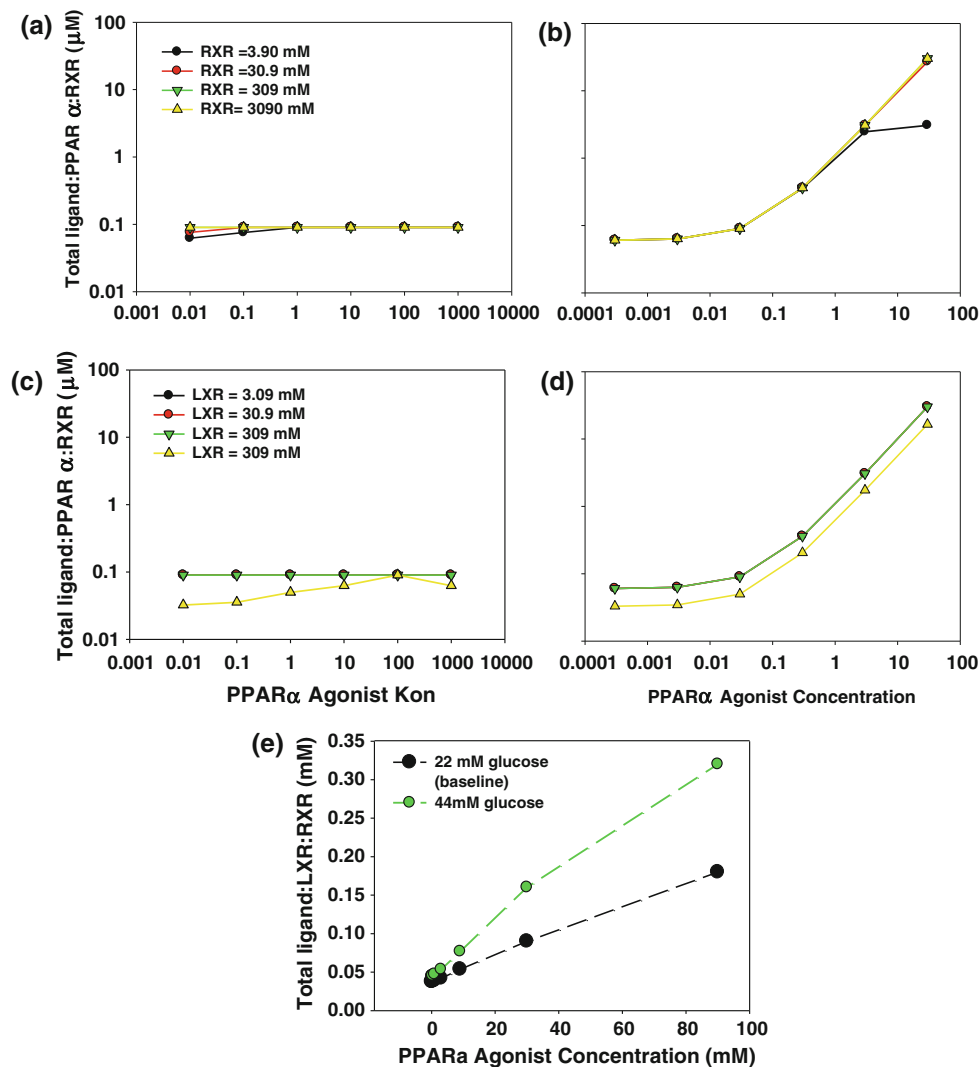 (a)
Total ligand:PPAR α:RXR (μM)
100
10
1
0.1
0.01
RXR =3.90 mM
RXR =30.9 mM
RXR = 309 mM
RXR= 3090 mM
0.001 0.01 0.1 1 10 100 1000 10000
(b)
0.0001 0.001 0.01 0.1 1 10 100
(c)
Total ligand:PPAR α:RXR (μM)
100
10
1
0.1
0.01
LXR = 3.09 mM
LXR = 30.9 mM
LXR = 309 mM
LXR = 309 mM
0.001 0.01 0.1 1 10 100 1000 10000
PPARα Agonist Kon
(d)
0.0001 0.001 0.01 0.1 1 10 100
PPARα Agonist Concentration
(e)
Total ligand:LXR:RXR (mM)
0.35
0.30
0.25
0.20
0.15
0.10
0.05
0.00
22 mM glucose
(baseline)
44mM glucose
0 20 40 60 80 100
PPARa Agonist Concentration (mM)